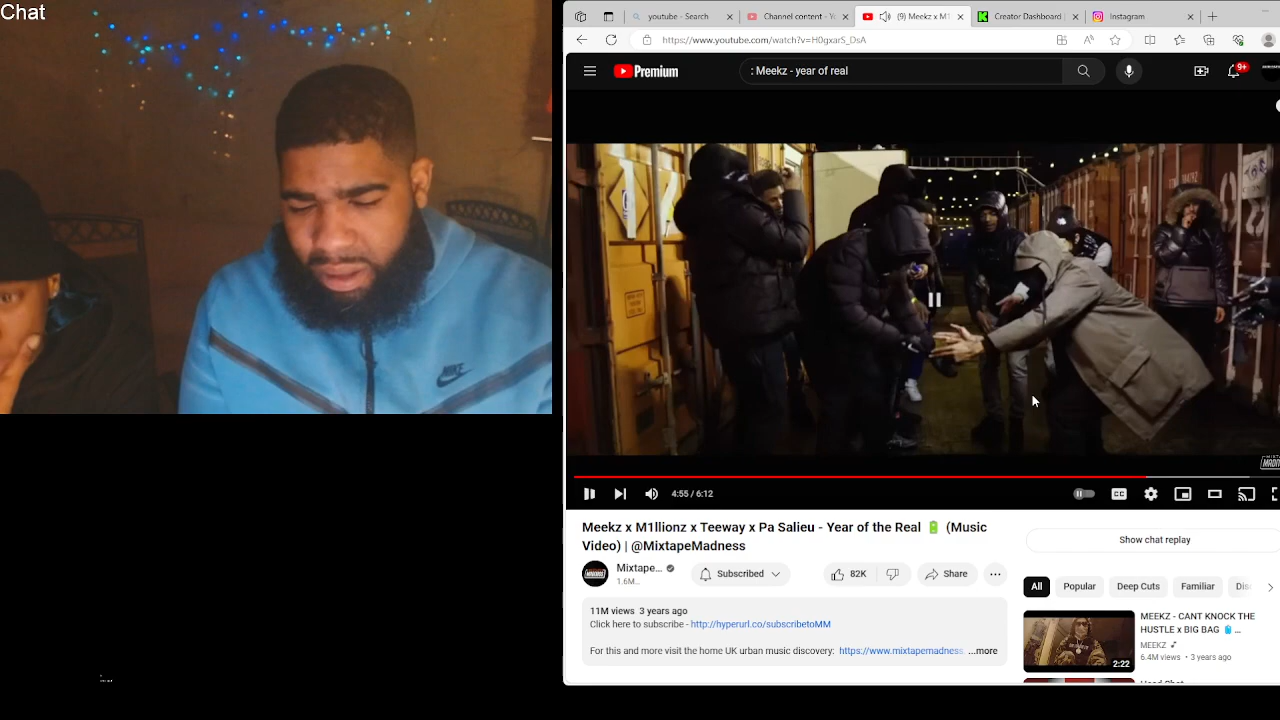 Chat
youtube - Search
Channel content - Y
(9) Meekz x M1
Creator Dashboard |
Instagram
https://www.youtube.com/watch?v=H0gxarS_DsA
Premium
: Meekz - year of real
9+
NIKE
4:55 / 6:12
CC
Meekz x M1llionz x Teeway x Pa Salieu - Year of the Real 🔋 (Music
Video) | @MixtapeMadness
Mixtape...
1.6M...
Subscribed
82K
Share
11M views 3 years ago
Click here to subscribe - http://hyperurl.co/subscribetoMM
For this and more visit the home UK urban music discovery: https://www.mixtapemadness.
...more
Show chat replay
All
Popular
Deep Cuts
Familiar
Dis
MEEKZ - CANT KNOCK THE
HUSTLE x BIG BAG 🧊...
MEEKZ
6.4M views • 3 years ago
2:22